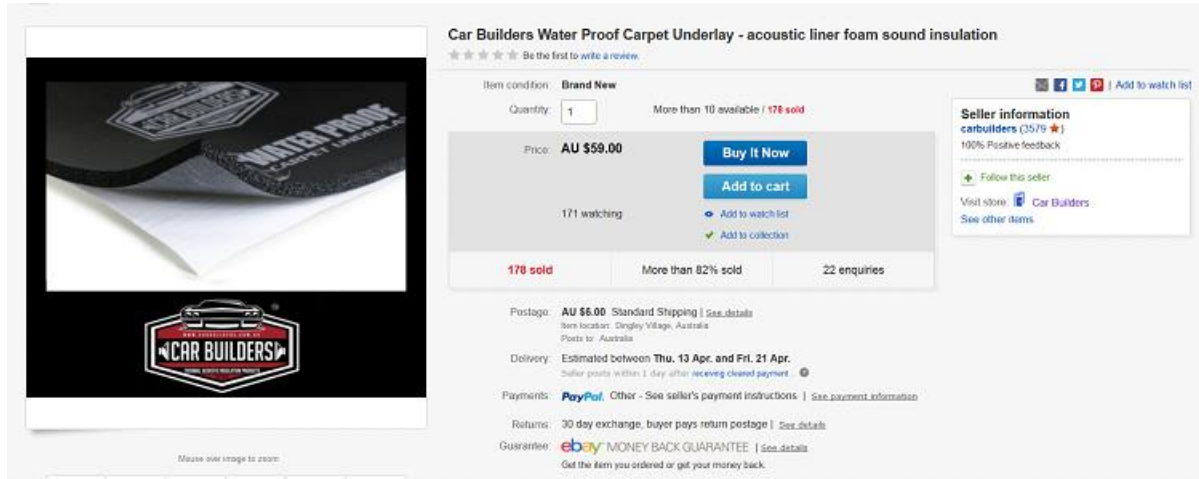 Car Builders Water Proof Carpet Underlay - acoustic liner foam sound insulation
Be the first to write a review.
Item condition: Brand New
| Add to watch list
Quantity: 1 More than 10 available / 178 sold
Price: AU $59.00
Buy It Now
Add to cart
171 watching
Add to watch list
Add to collection
178 sold More than 82% sold 22 enquiries
Seller information
carbuilders (3579 ★)
100% Positive feedback
Follow this seller
Visit store: Car Builders
See other items
CAR BUILDERS
WATER PROOF
CARPET UNDERLAY
CAR BUILDERS
Mouse over image to zoom
Postage: AU $6.00 Standard Shipping | See details
Item location: Dingley Village, Australia
Posts to: Australia
Delivery: Estimated between Thu. 13 Apr. and Fri. 21 Apr.
Seller posts within 1 day after receiving cleared payment.
Payments: PayPal, Other - See seller's payment instructions | See payment information
Returns: 30 day exchange, buyer pays return postage | See details
Guarantee: ebay MONEY BACK GUARANTEE | See details
Get the item you ordered or get your money back.